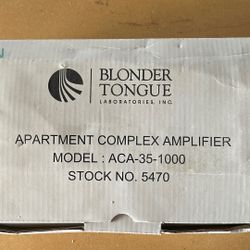 BLONDER
TONGUE
LABORATORIES, INC.
APARTMENT COMPLEX AMPLIFIER
MODEL : ACA-35-1000
STOCK NO. 5470